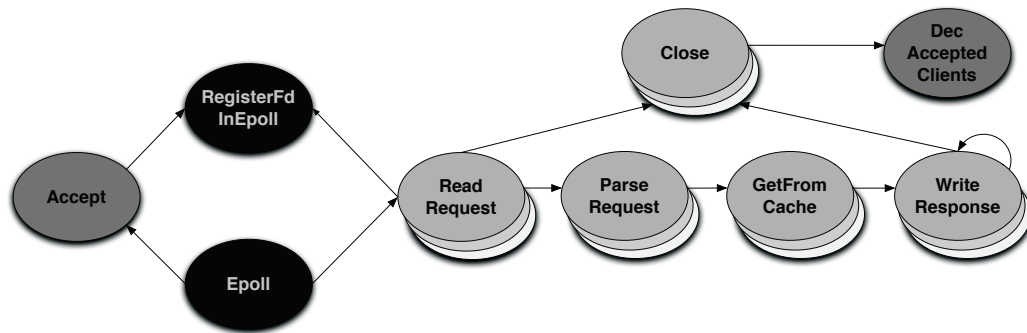 Close
Dec
Accepted
Clients
RegisterFd
InEpoll
Accept
Read
Request
Parse
Request
GetFrom
Cache
Write
Response
Epoll